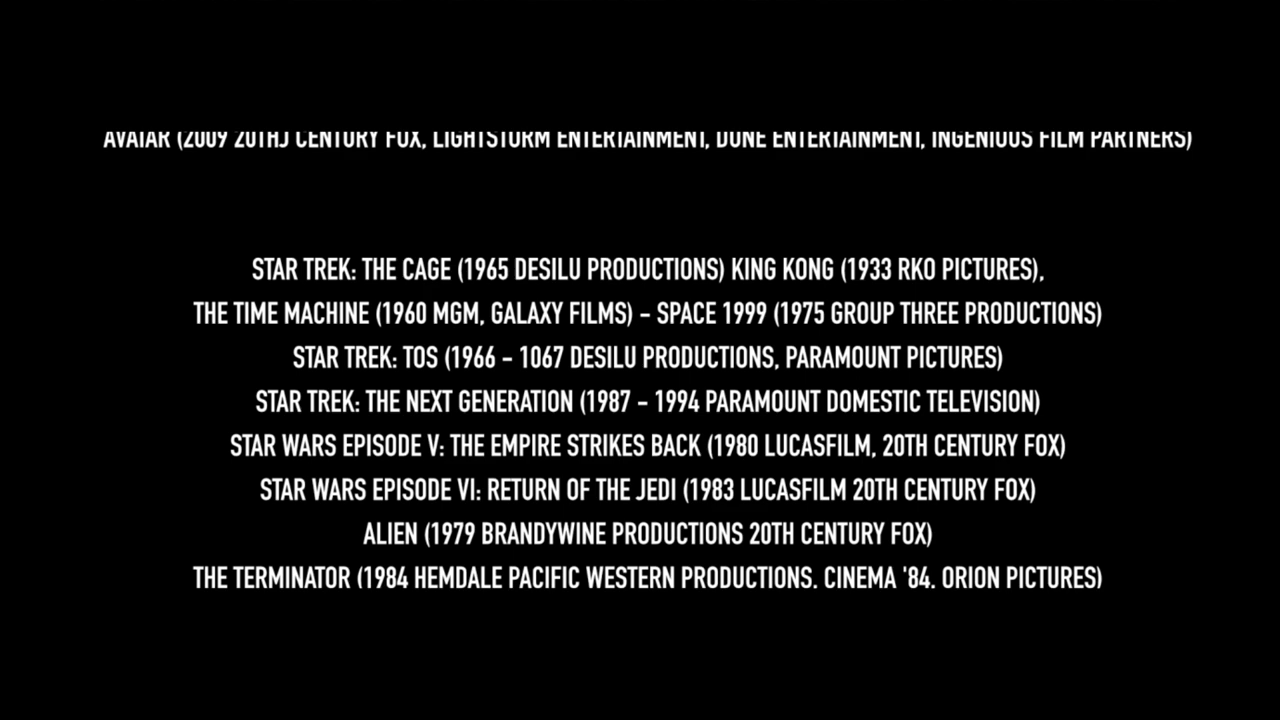 AVATAR (2009 20THJ CENTURY FOX, LIGHTSTORM ENTERTAINMENT, DUNE ENTERTAINMENT, INGENIOUS FILM PARTNERS)
STAR TREK: THE CAGE (1965 DESILU PRODUCTIONS) KING KONG (1933 RKO PICTURES),
THE TIME MACHINE (1960 MGM, GALAXY FILMS) - SPACE 1999 (1975 GROUP THREE PRODUCTIONS)
STAR TREK: TOS (1966 - 1067 DESILU PRODUCTIONS, PARAMOUNT PICTURES)
STAR TREK: THE NEXT GENERATION (1987 - 1994 PARAMOUNT DOMESTIC TELEVISION)
STAR WARS EPISODE V: THE EMPIRE STRIKES BACK (1980 LUCASFILM, 20TH CENTURY FOX)
STAR WARS EPISODE VI: RETURN OF THE JEDI (1983 LUCASFILM 20TH CENTURY FOX)
ALIEN (1979 BRANDYWINE PRODUCTIONS 20TH CENTURY FOX)
THE TERMINATOR (1984 HEMDALE PACIFIC WESTERN PRODUCTIONS. CINEMA '84. ORION PICTURES)